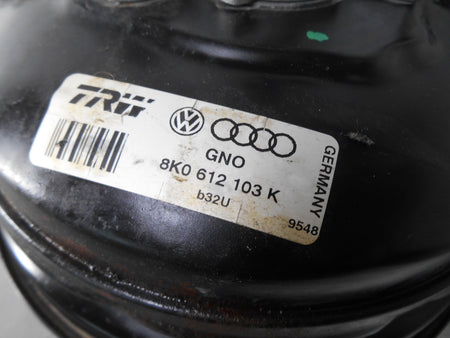 TRW
GNO
8K0 612 103 K
b32U
GERMANY
9548